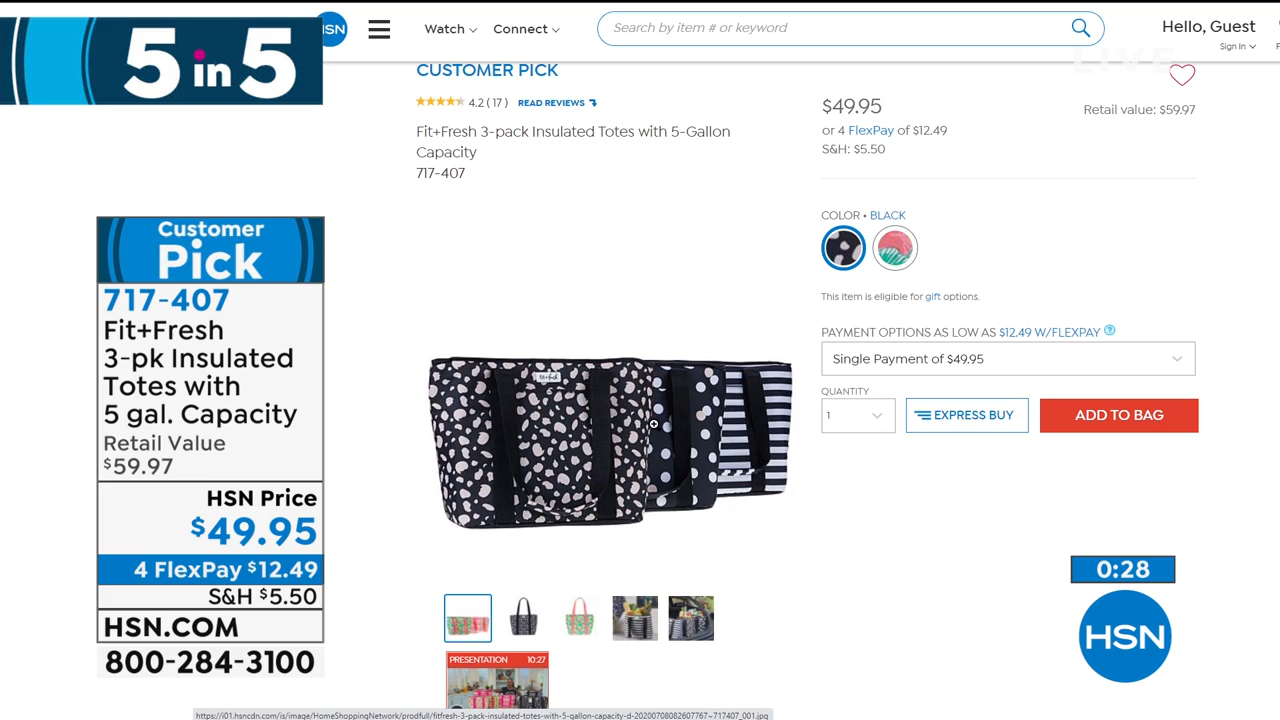 5 in 5
HSN
Watch
Connect
Search by item # or keyword
Hello, Guest
Sign In
LIVE
CUSTOMER PICK
4.2 ( 17 )
READ REVIEWS
Fit+Fresh 3-pack Insulated Totes with 5-Gallon
Capacity
717-407
$49.95
Retail value: $59.97
or 4 FlexPay of $12.49
S&H: $5.50
COLOR • BLACK
This item is eligible for gift options.
PAYMENT OPTIONS AS LOW AS $12.49 W/FLEXPAY ?
Single Payment of $49.95
QUANTITY
1
EXPRESS BUY
ADD TO BAG
Customer
Pick
717-407
Fit+Fresh
3-pk Insulated
Totes with
5 gal. Capacity
Retail Value
$59.97
HSN Price
$49.95
4 FlexPay $12.49
S&H $5.50
HSN.COM
800-284-3100
fit+fresh
PRESENTATION 10:27
0:28
HSN
https://i01.hsncdn.com/is/image/HomeShoppingNetwork/prodfull/fitfresh-3-pack-insulated-totes-with-5-gallon-capacity-d-20200708082607767~717407_001.jpg